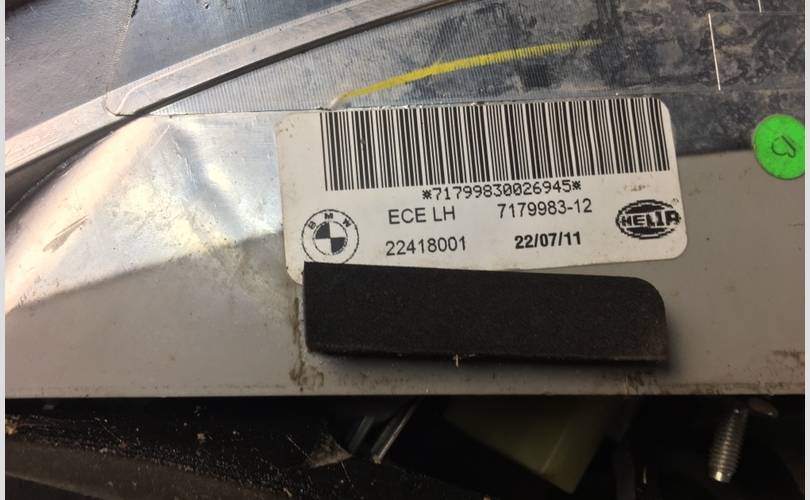 *71799830026945*
ECE LH 7179983-12
BMW
22418001 22/07/11
HELLA
B